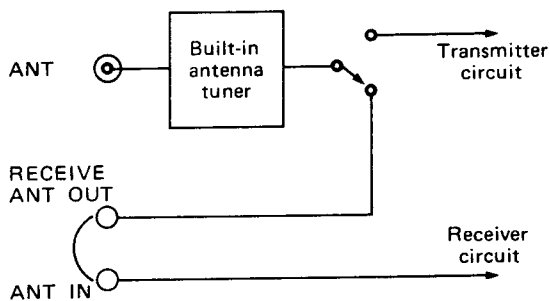 Built-in
antenna
tuner
Transmitter
circuit
ANT
RECEIVE
ANT OUT
Receiver
circuit
ANT IN